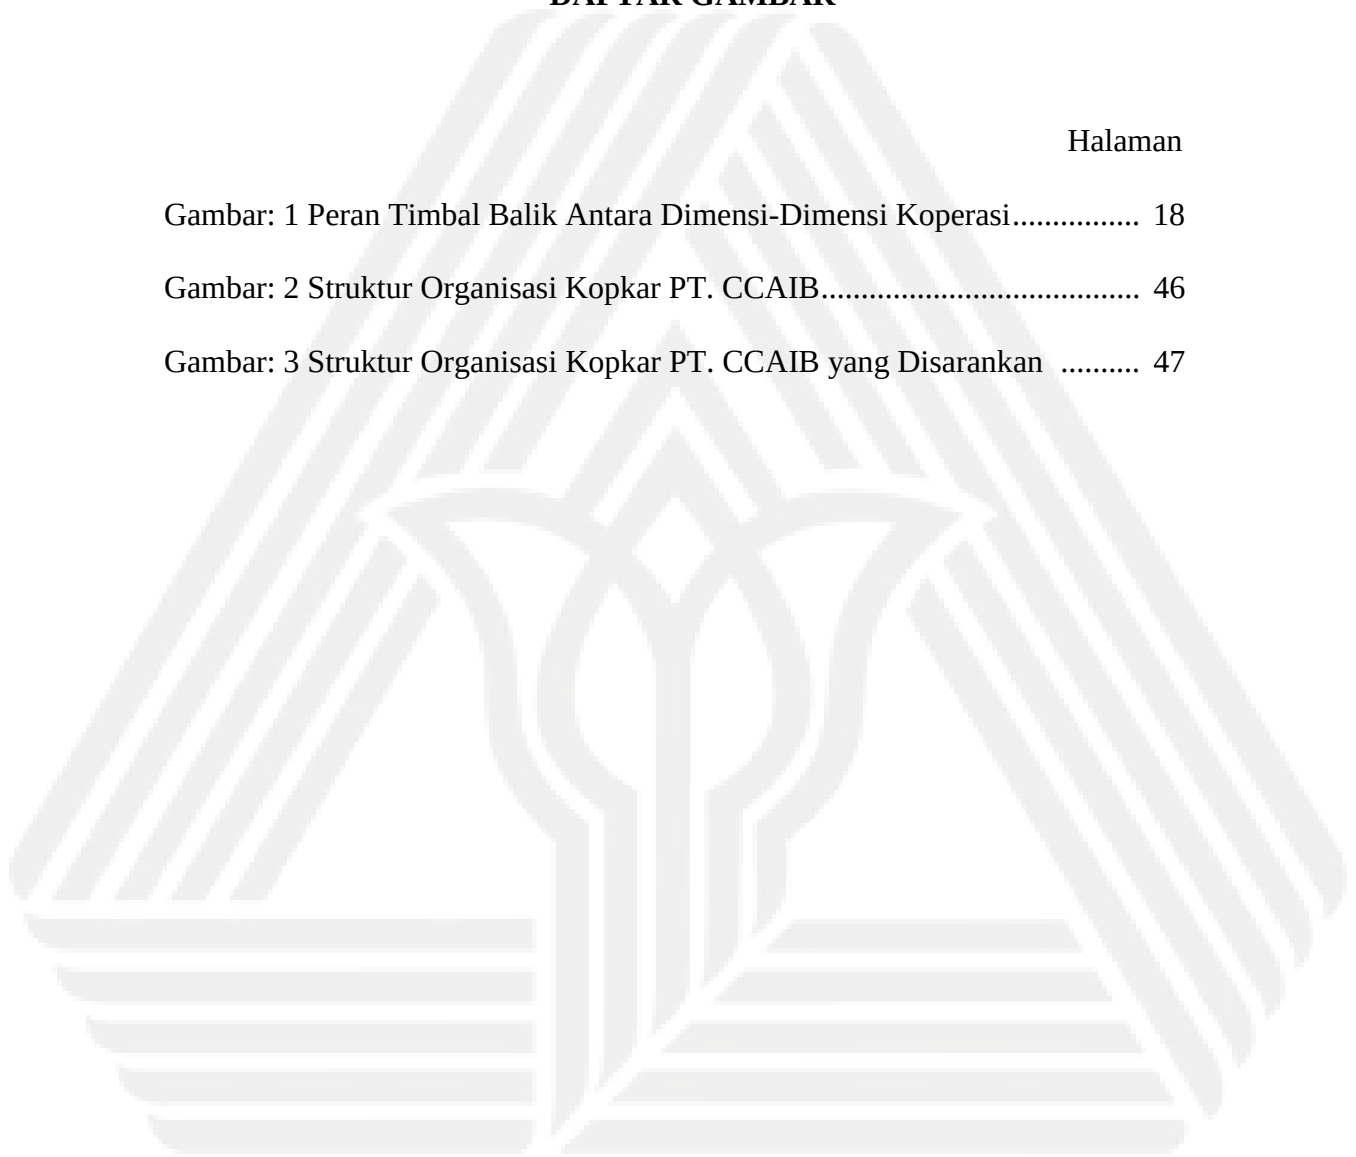 DAFTAR GAMBAR
Halaman
Gambar: 1 Peran Timbal Balik Antara Dimensi-Dimensi Koperasi................ 18
Gambar: 2 Struktur Organisasi Kopkar PT. CCAIB........................................ 46
Gambar: 3 Struktur Organisasi Kopkar PT. CCAIB yang Disarankan .......... 47